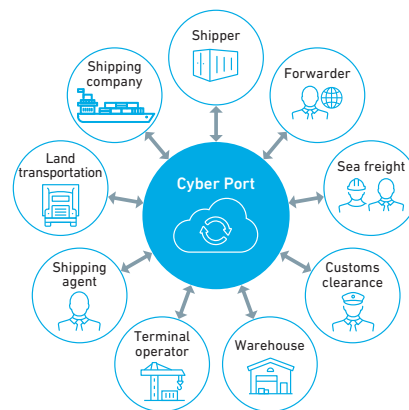 Shipper
Forwarder
Sea freight
Customs
clearance
Warehouse
Terminal
operator
Shipping
agent
Land
transportation
Shipping
company
Cyber Port